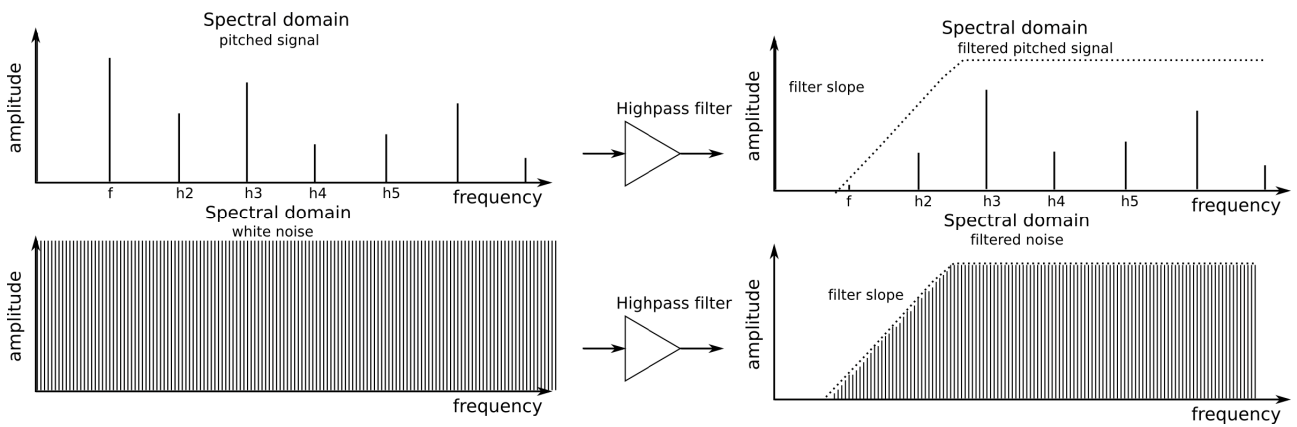 Spectral domain
pitched signal
amplitude
f h2 h3 h4 h5
frequency
Highpass filter
Spectral domain
filtered pitched signal
filter slope
amplitude
f h2 h3 h4 h5
frequency
Spectral domain
white noise
amplitude
frequency
Highpass filter
Spectral domain
filtered noise
filter slope
amplitude
frequency